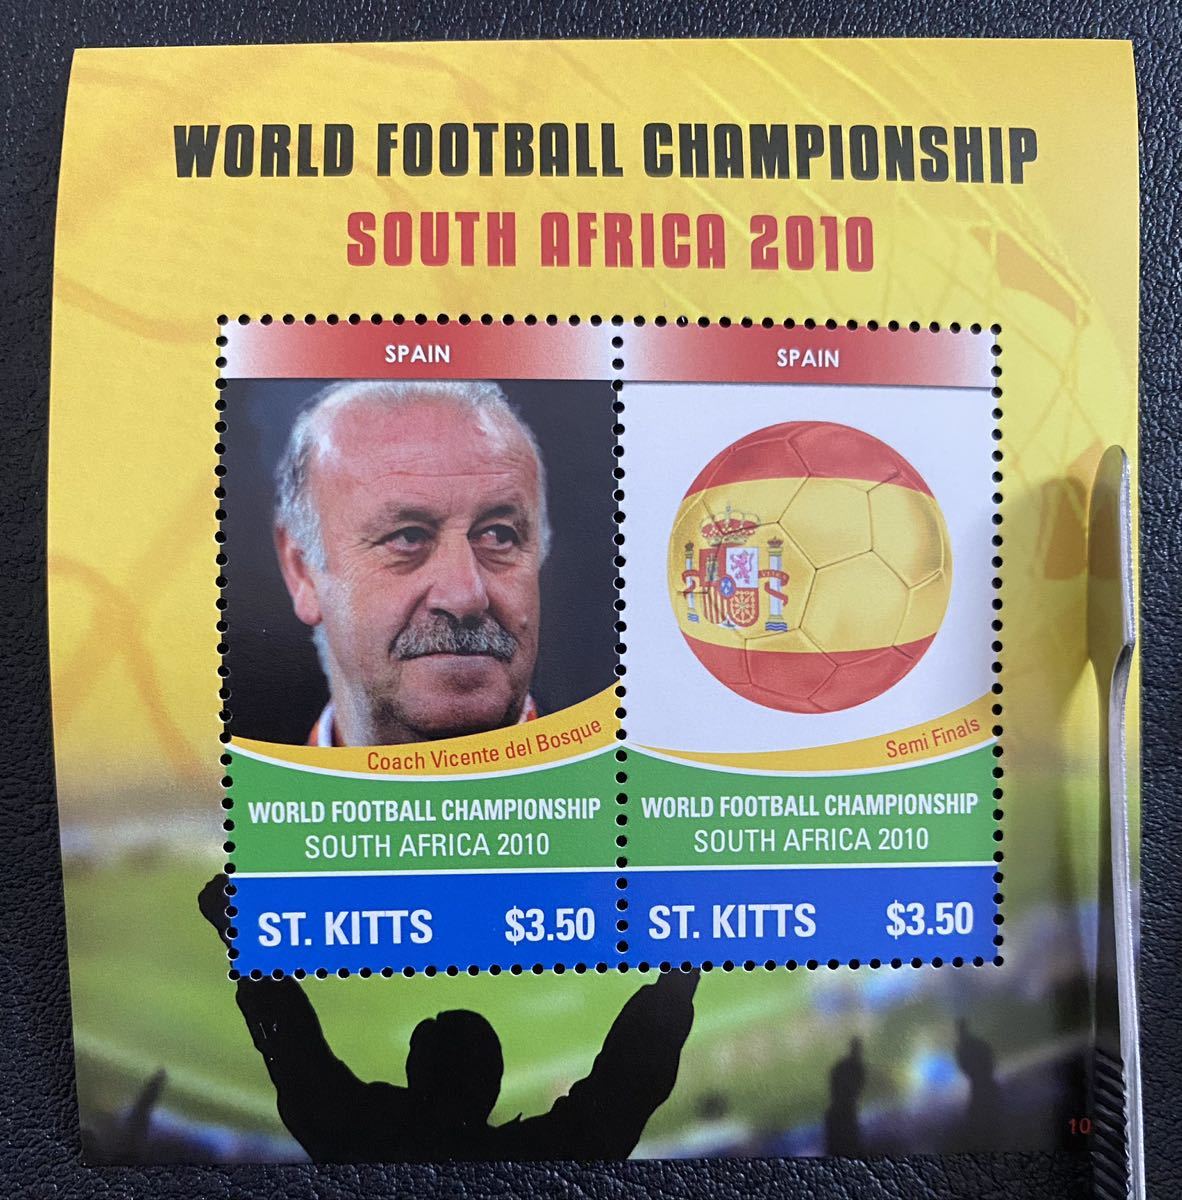 WORLD FOOTBALL CHAMPIONSHIP
SOUTH AFRICA 2010
SPAIN
Coach Vicente del Bosque
WORLD FOOTBALL CHAMPIONSHIP
SOUTH AFRICA 2010
ST. KITTS $3.50
SPAIN
Semi Finals
WORLD FOOTBALL CHAMPIONSHIP
SOUTH AFRICA 2010
ST. KITTS $3.50
10